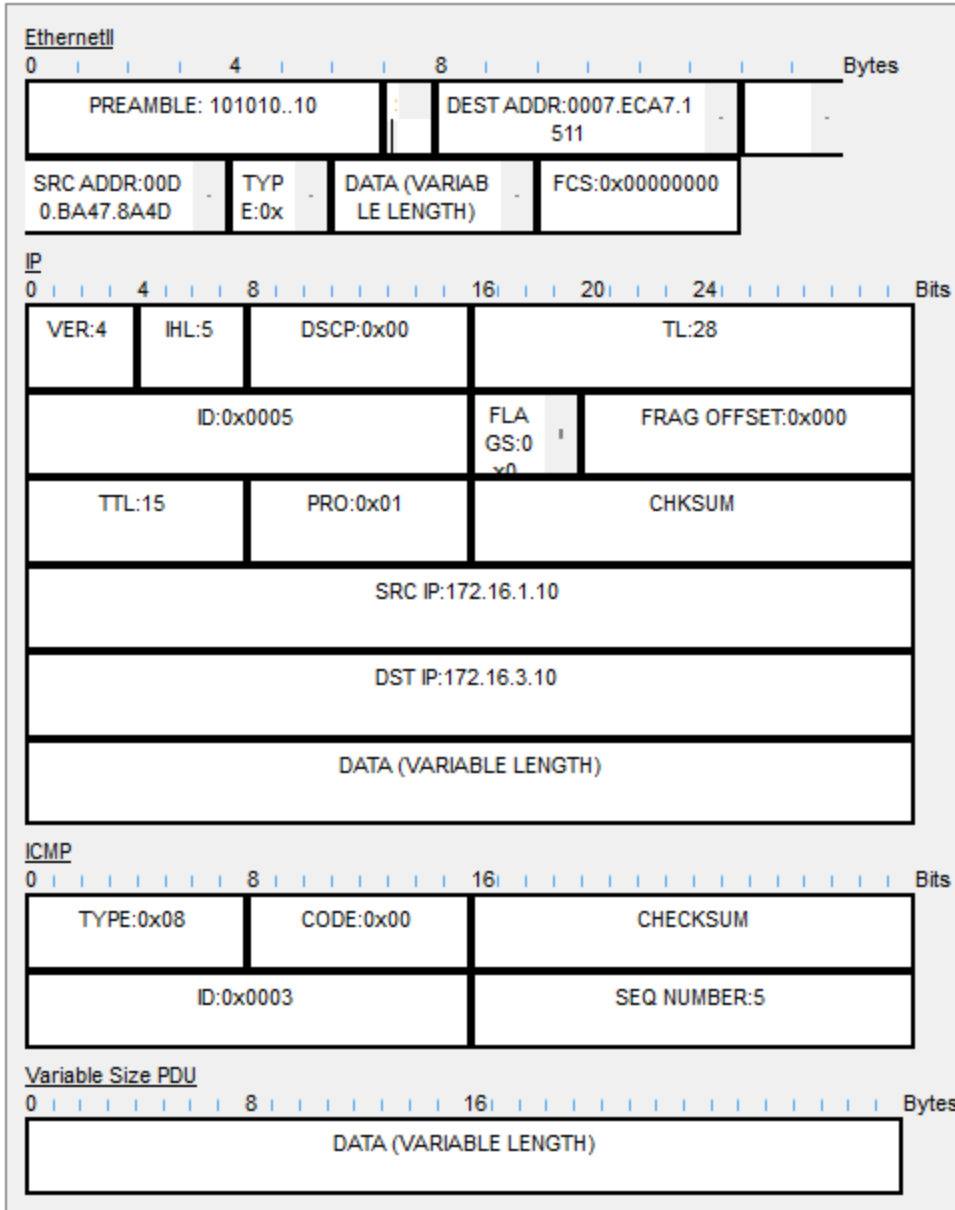 EthernetII
0 4 8 Bytes
PREAMBLE: 101010..10
DEST ADDR:0007.ECA7.1
511
SRC ADDR:00D
0.BA47.8A4D
TYP
E:0x
DATA (VARIAB
LE LENGTH)
FCS:0x00000000
IP
0 4 8 16 20 24 Bits
VER:4
IHL:5
DSCP:0x00
TL:28
ID:0x0005
FLA
GS:0
x0
FRAG OFFSET:0x000
TTL:15
PRO:0x01
CHKSUM
SRC IP:172.16.1.10
DST IP:172.16.3.10
DATA (VARIABLE LENGTH)
ICMP
0 8 16 Bits
TYPE:0x08
CODE:0x00
CHECKSUM
ID:0x0003
SEQ NUMBER:5
Variable Size PDU
0 8 16 Bytes
DATA (VARIABLE LENGTH)